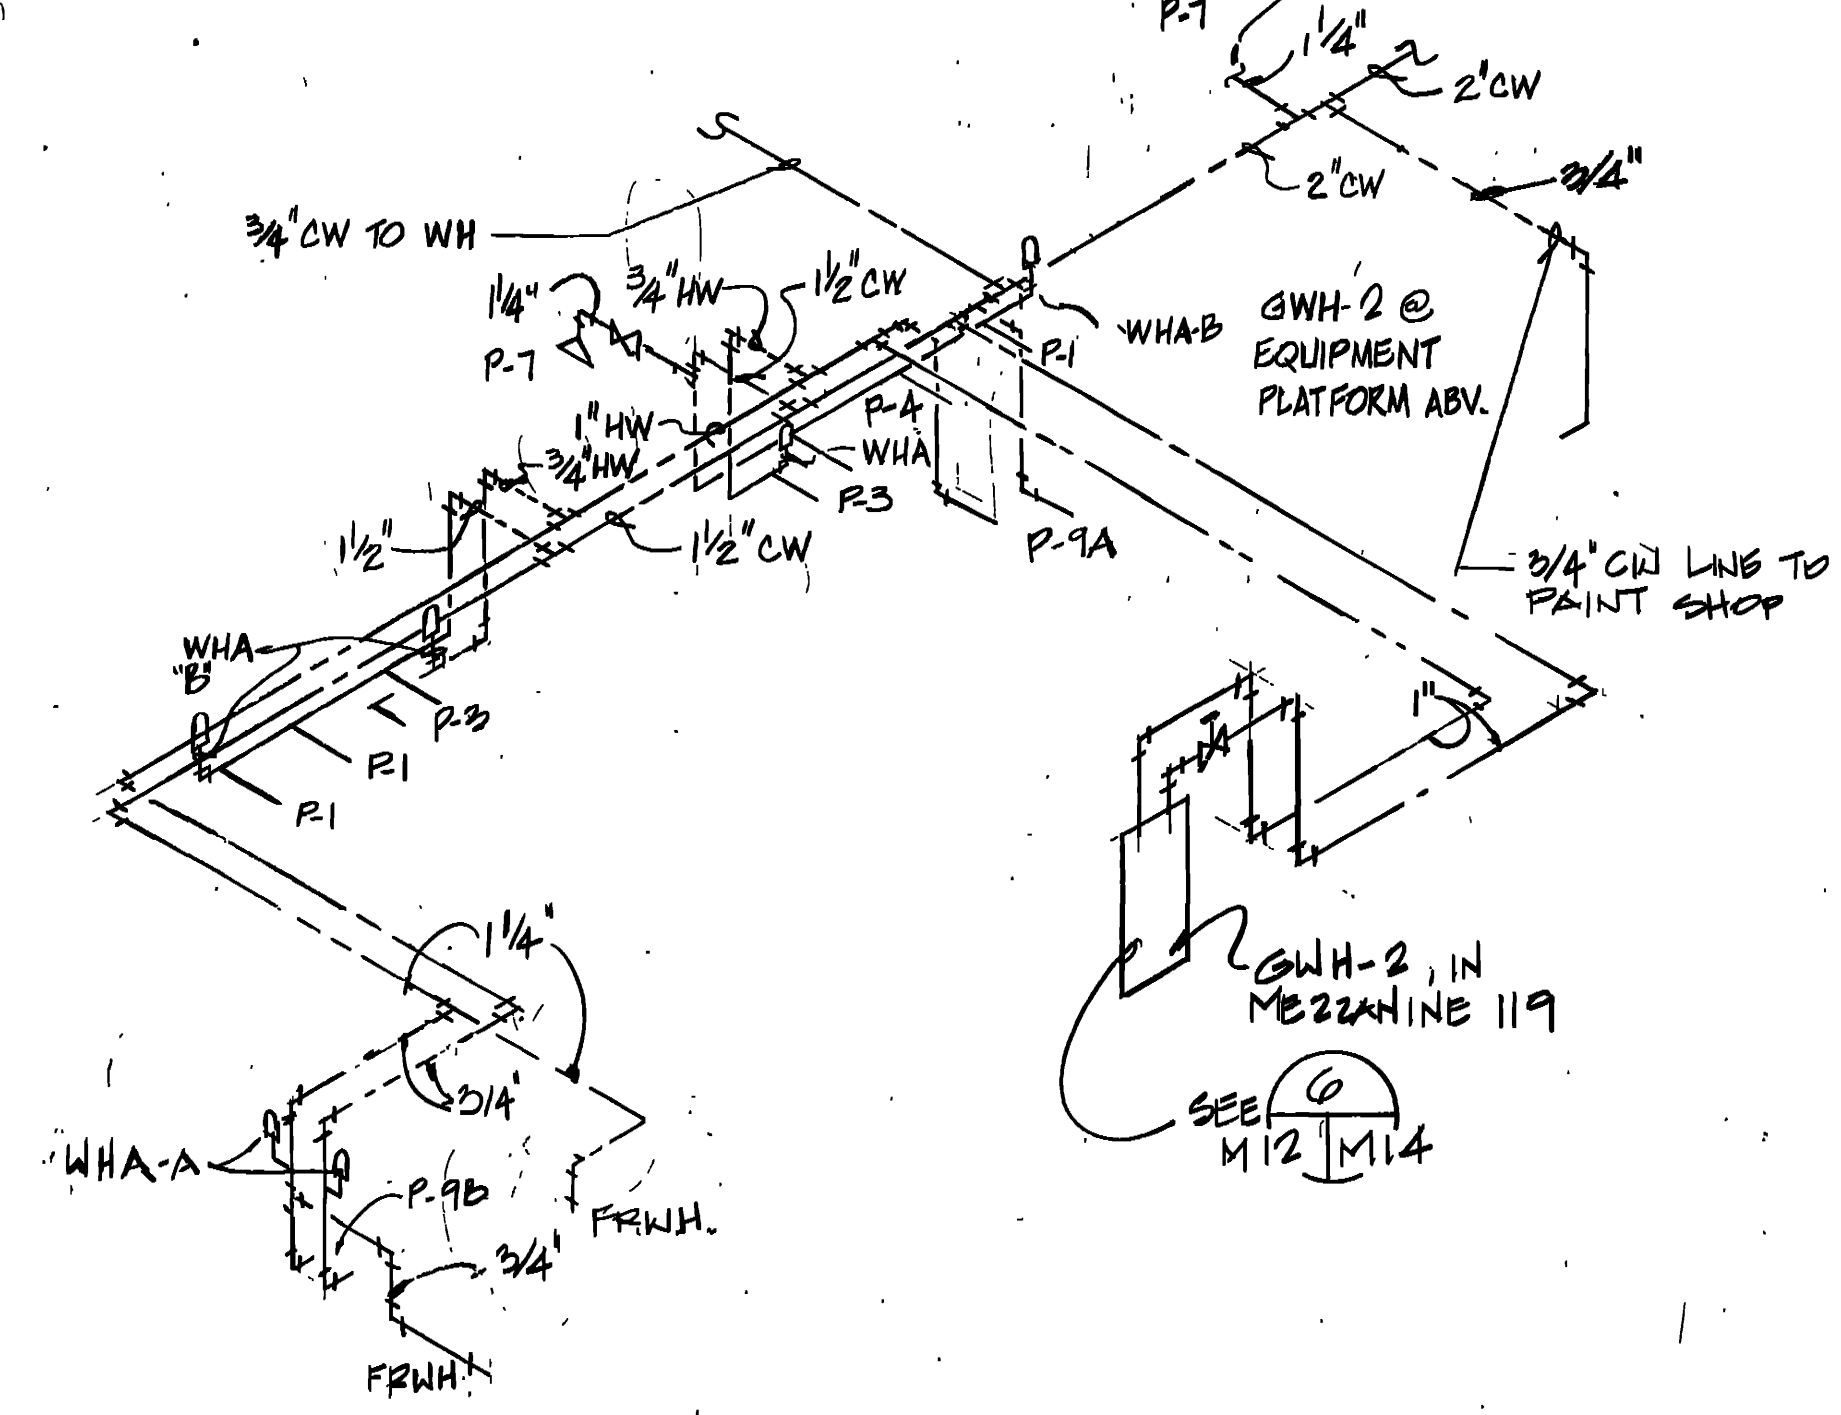 P-7
1 1/4"
2"CW
2"CW
3/4"
3/4" CW TO WH
1 1/4"
3/4" HW
1 1/2" CW
P-7
WHA-B
P-1
GWH-2 @
EQUIPMENT
PLATFORM ABV.
1" HW
P-4
WHA
3/4" HW
P-3
1 1/2"
1 1/2" CW
P-9A
3/4" CW LINE TO
PAINT SHOP
WHA
"B"
P-3
P-1
P-1
1"
1 1/4"
GWH-2, IN
MEZZANINE 119
3/4"
WHA-A
P-9B
FRWH.
3/4"
SEE
6
M12 M14
FRWH